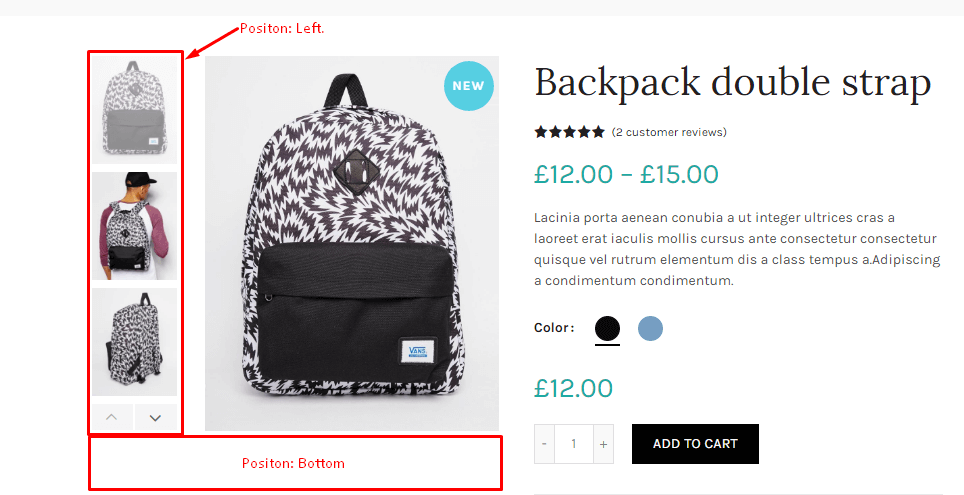 Positon: Left.
NEW
VANS
Positon: Bottom
Backpack double strap
(2 customer reviews)
£12.00 – £15.00
Lacinia porta aenean conubia a ut integer ultrices cras a
laoreet erat iaculis mollis cursus ante consectetur consectetur
quisque vel rutrum elementum dis a class tempus a.Adipiscing
a condimentum condimentum.
Color:
£12.00
- 1 +
ADD TO CART